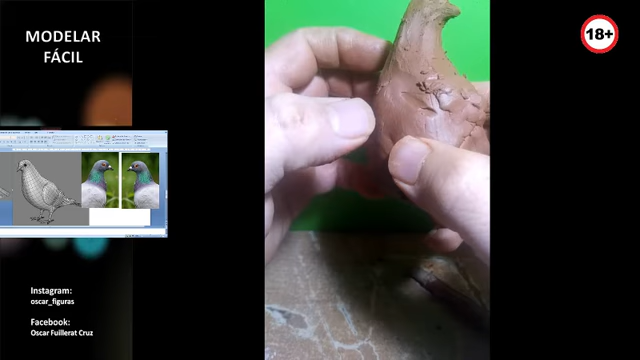 MODELAR
FÁCIL
18+
Instagram:
oscar_figuras
Facebook:
Oscar Fuillerat Cruz